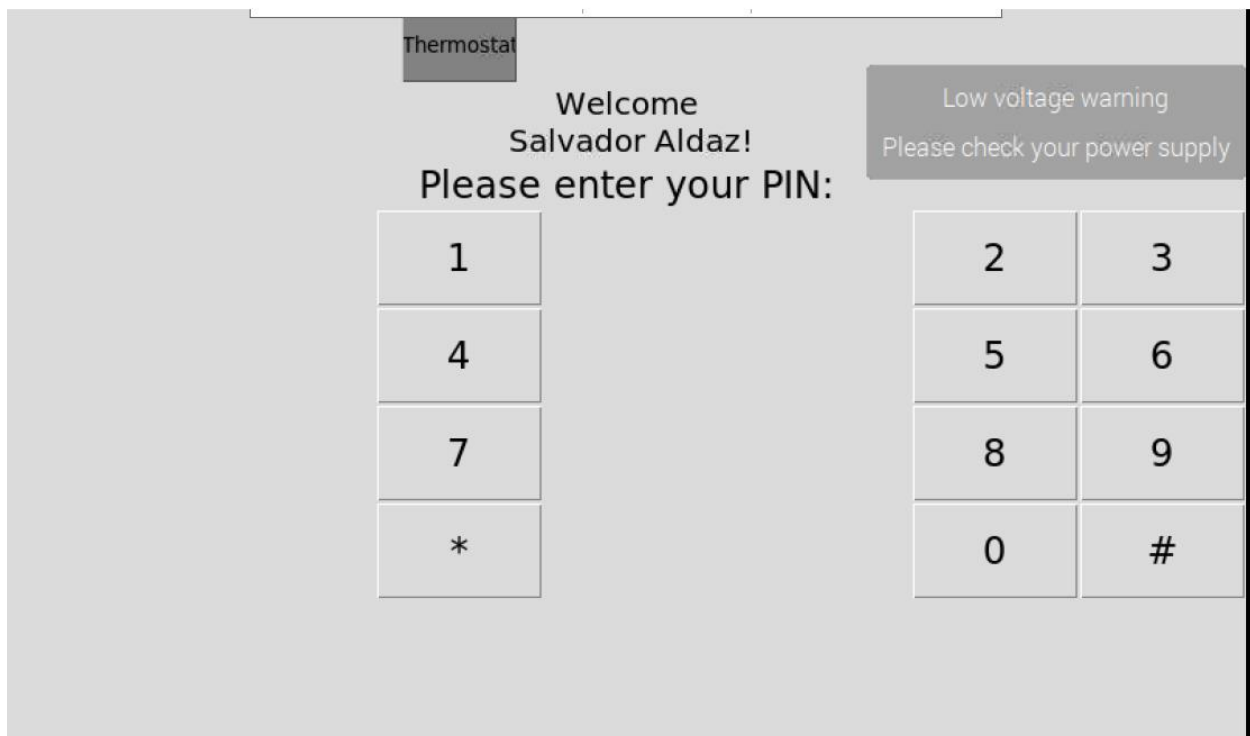 Thermostat
Welcome
Salvador Aldaz!
Low voltage warning
Please check your power supply
Please enter your PIN:
1 2 3
4 5 6
7 8 9
* 0 #